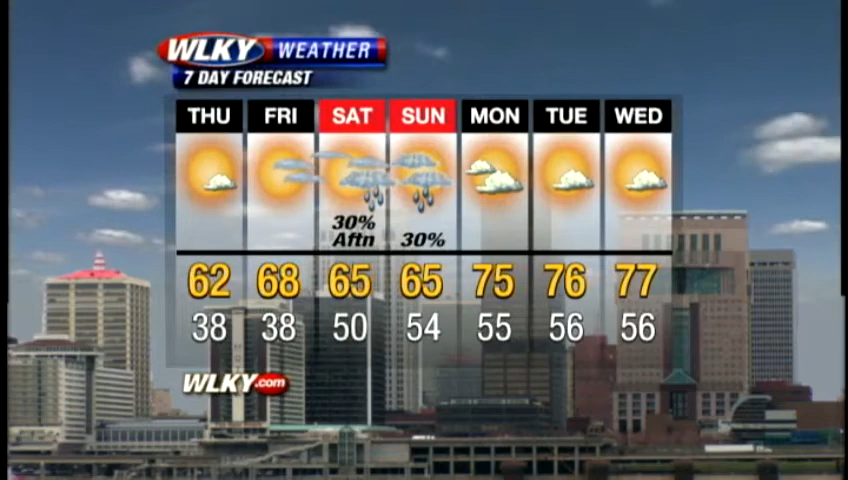 WLKY WEATHER
7 DAY FORECAST
THU FRI SAT SUN MON TUE WED
30% Aftn
30%
62 68 65 65 75 76 77
38 38 50 54 55 56 56
WLKY.com